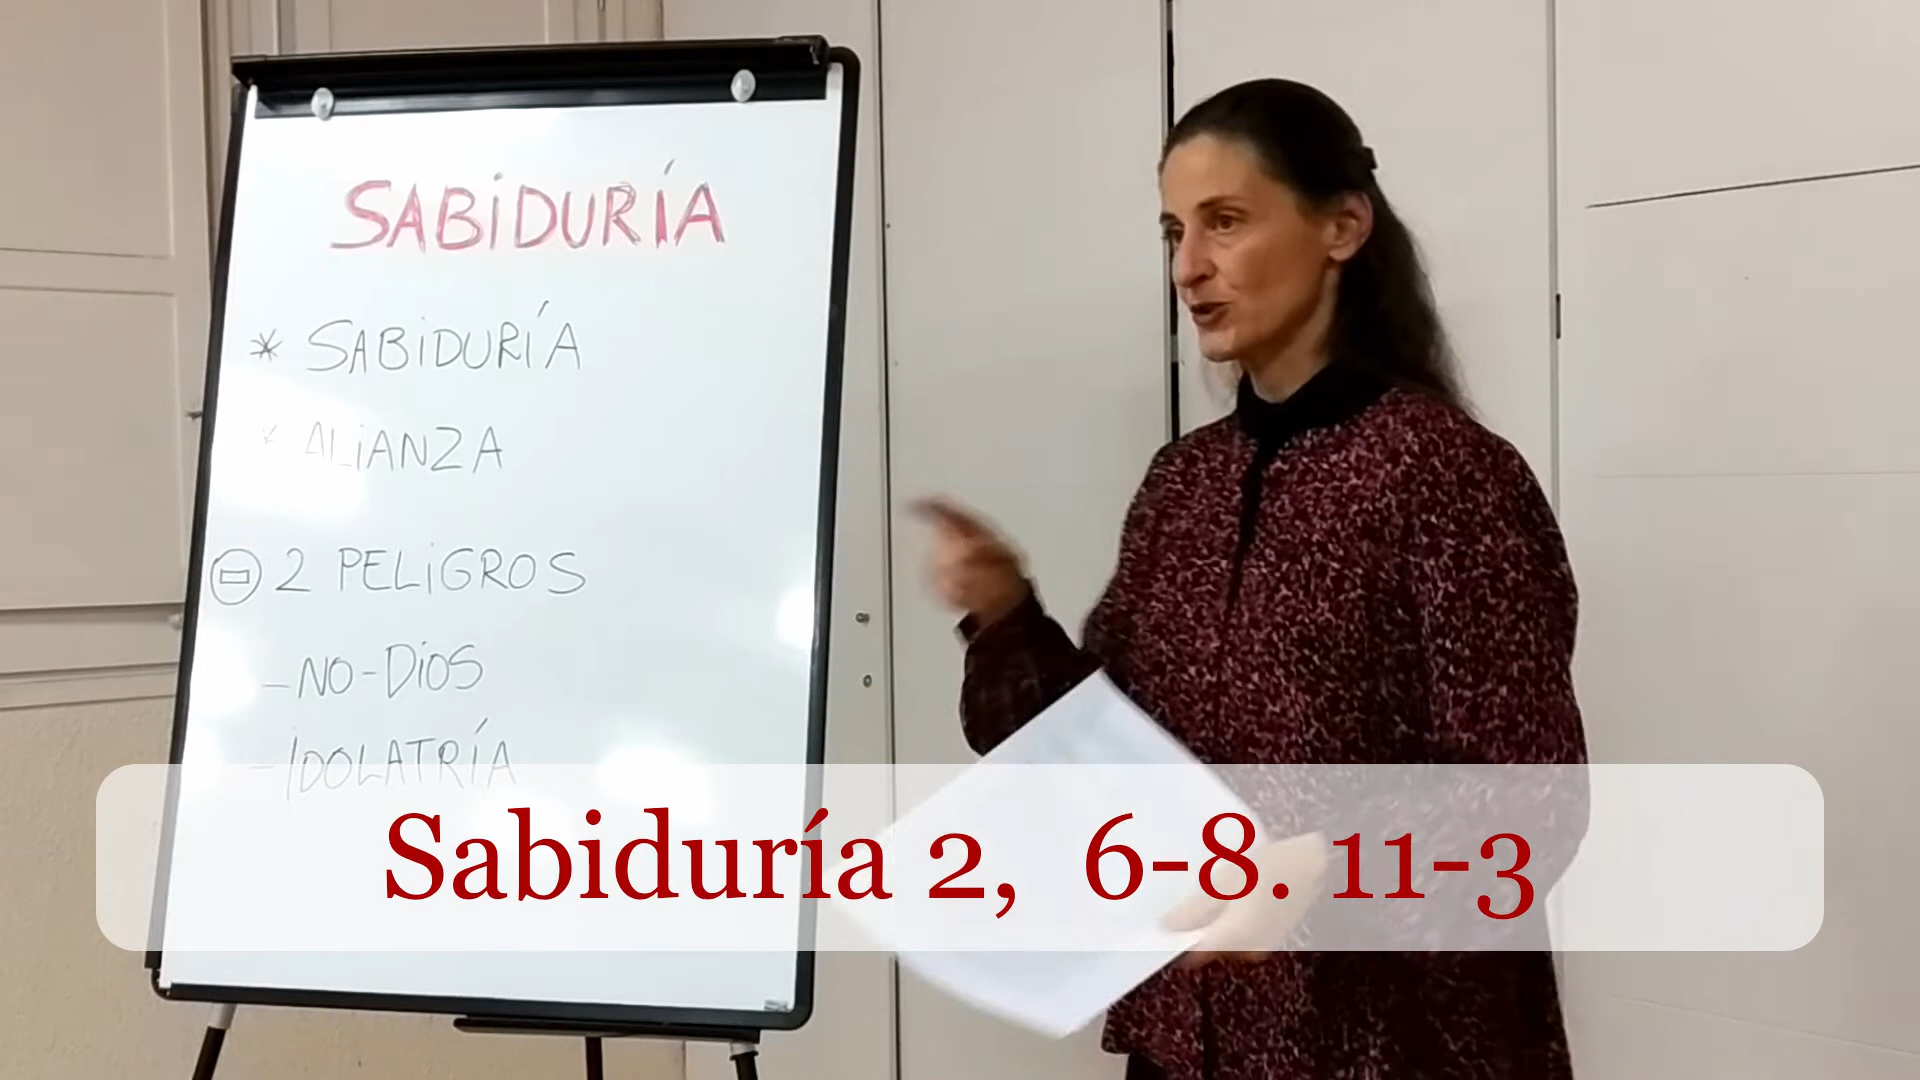 SABiDURÍA
* SABiDURÍA
* ALiANZA
⊖ 2 PELiGROS
- NO-DiOS
- IDOLATRÍA
Sabiduría 2, 6-8. 11-3